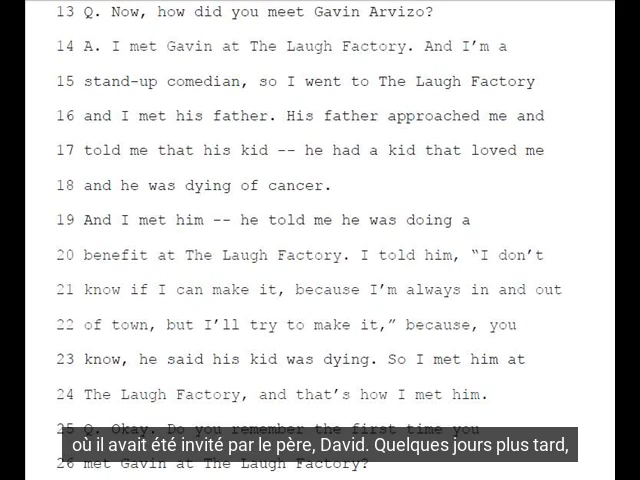 13 Q. Now, how did you meet Gavin Arvizo?
14 A. I met Gavin at The Laugh Factory. And I’m a
15 stand-up comedian, so I went to The Laugh Factory
16 and I met his father. His father approached me and
17 told me that his kid -- he had a kid that loved me
18 and he was dying of cancer.
19 And I met him -- he told me he was doing a
20 benefit at The Laugh Factory. I told him, “I don’t
21 know if I can make it, because I’m always in and out
22 of town, but I’ll try to make it,” because, you
23 know, he said his kid was dying. So I met him at
24 The Laugh Factory, and that’s how I met him.
25 Q. Okay. Do you remember the first time you
où il avait été invité par le père, David. Quelques jours plus tard,
26 met Gavin at The Laugh Factory?